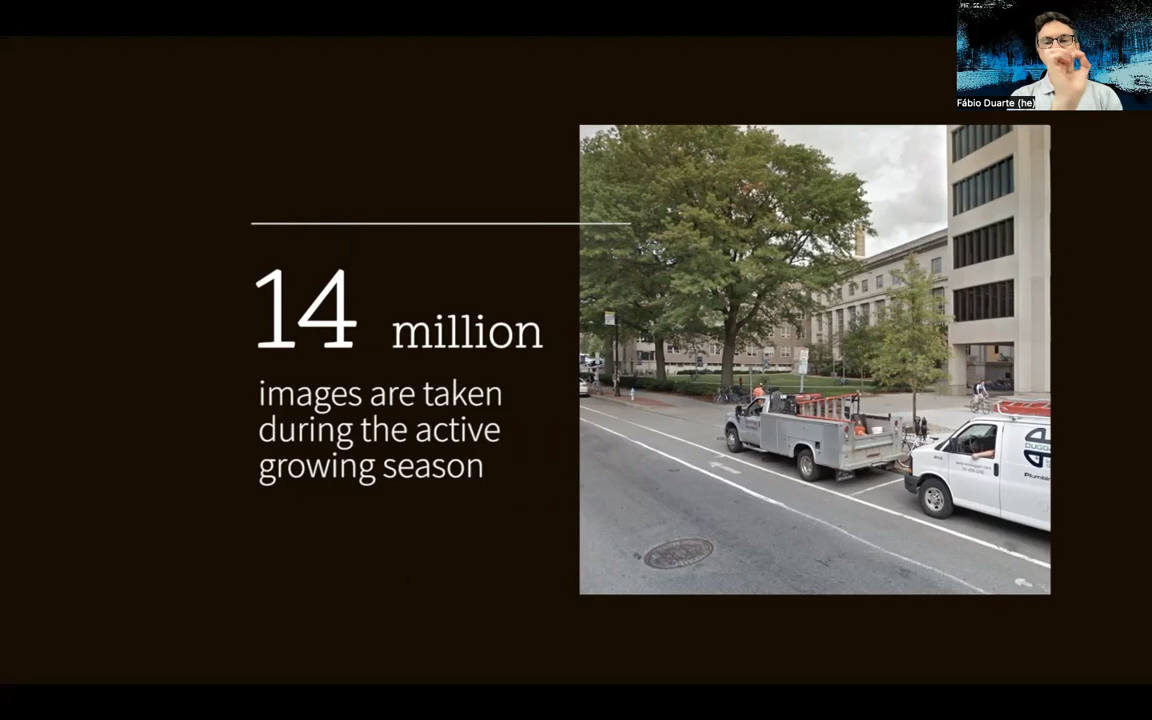 Fábio Duarte (he)
14 million
images are taken
during the active
growing season